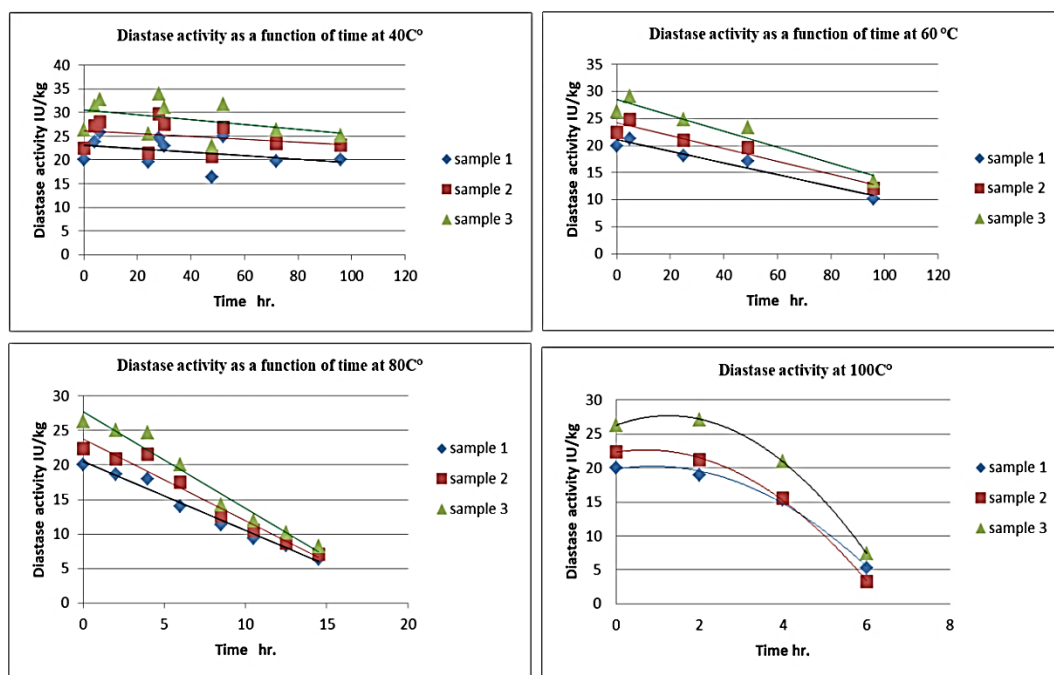 Diastase activity as a function of time at 40C°
Diastase activity IU/kg
40
35
30
25
20
15
10
5
0
0 20 40 60 80 100 120
Time hr.
sample 1
sample 2
sample 3
Diastase activity as a function of time at 60 °C
Diastase activity IU/kg
35
30
25
20
15
10
5
0
0 20 40 60 80 100 120
Time hr.
sample 1
sample 2
sample 3
Diastase activity as a function of time at 80C°
Diastase activity IU/kg
30
25
20
15
10
5
0
0 5 10 15 20
Time hr.
sample 1
sample 2
sample 3
Diastase activity at 100C°
Diastase activity IU/kg
30
25
20
15
10
5
0
0 2 4 6 8
Time hr.
sample 1
sample 2
sample 3